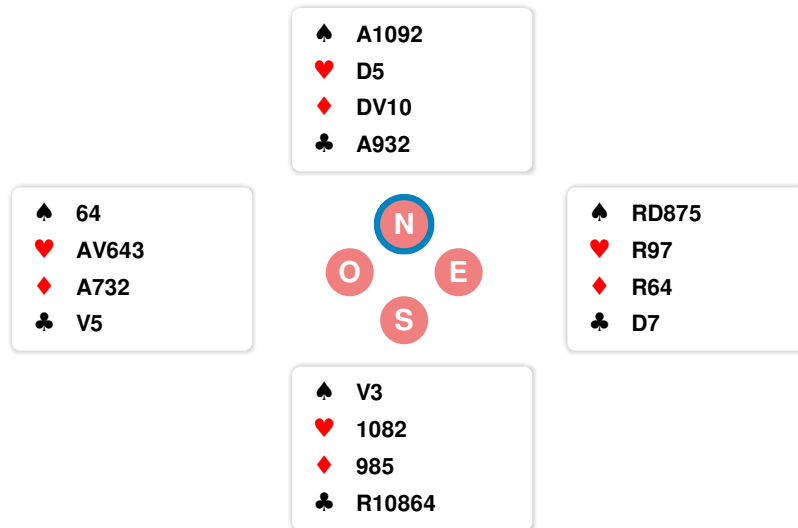 ♠ A1092
♥ D5
♦ DV10
♣ A932
♠ 64
♥ AV643
♦ A732
♣ V5
N
O E
S
♠ RD875
♥ R97
♦ R64
♣ D7
♠ V3
♥ 1082
♦ 985
♣ R10864